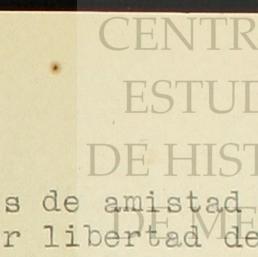 CENTR
ESTUD
DE HIST
DE ME
s de amistad
r libertad de